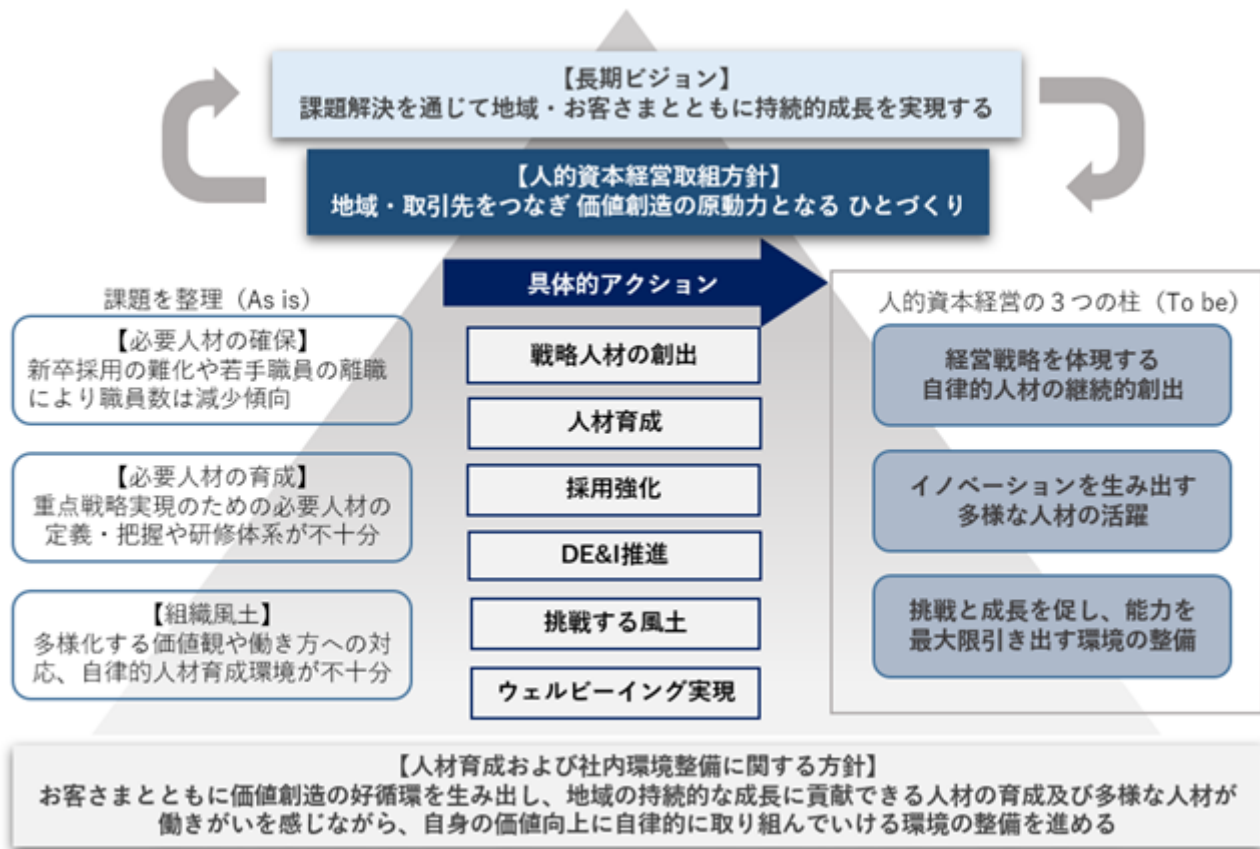 【長期ビジョン】
課題解決を通じて地域・お客さまとともに持続的成長を実現する
【人的資本経営取組方針】
地域・取引先をつなぎ 価値創造の原動力となる ひとづくり
具体的アクション
課題を整理（As is）
【必要人材の確保】
新卒採用の難化や若手職員の離職
により職員数は減少傾向
【必要人材の育成】
重点戦略実現のための必要人材の
定義・把握や研修体系が不十分
【組織風土】
多様化する価値観や働き方への対
応、自律的人材育成環境が不十分
戦略人材の創出
人材育成
採用強化
DE&I推進
挑戦する風土
ウェルビーイング実現
人的資本経営の３つの柱（To be）
経営戦略を体現する
自律的人材の継続的創出
イノベーションを生み出す
多様な人材の活躍
挑戦と成長を促し、能力を
最大限引き出す環境の整備
【人材育成および社内環境整備に関する方針】
お客さまとともに価値創造の好循環を生み出し、地域の持続的な成長に貢献できる人材の育成及び多様な人材が
働きがいを感じながら、自身の価値向上に自律的に取り組んでいける環境の整備を進める